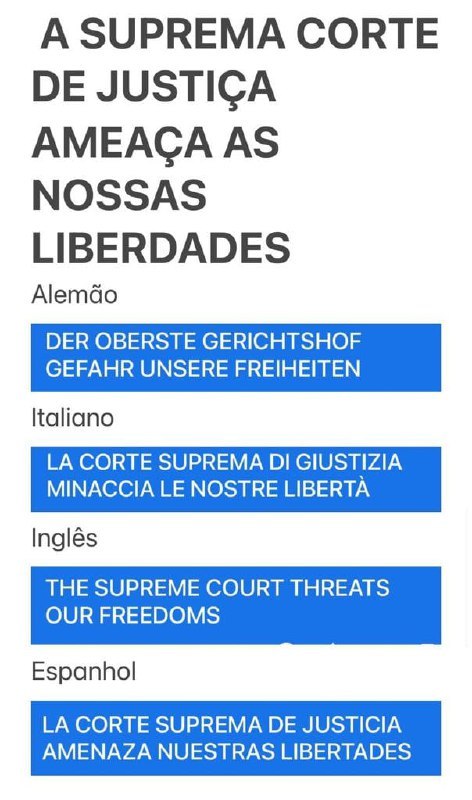 A SUPREMA CORTE
DE JUSTIÇA
AMEAÇA AS
NOSSAS
LIBERDADES
Alemão
DER OBERSTE GERICHTSHOF
GEFAHR UNSERE FREIHEITEN
Italiano
LA CORTE SUPREMA DI GIUSTIZIA
MINACCIA LE NOSTRE LIBERTÀ
Inglês
THE SUPREME COURT THREATS
OUR FREEDOMS
Espanhol
LA CORTE SUPREMA DE JUSTICIA
AMENAZA NUESTRAS LIBERTADES